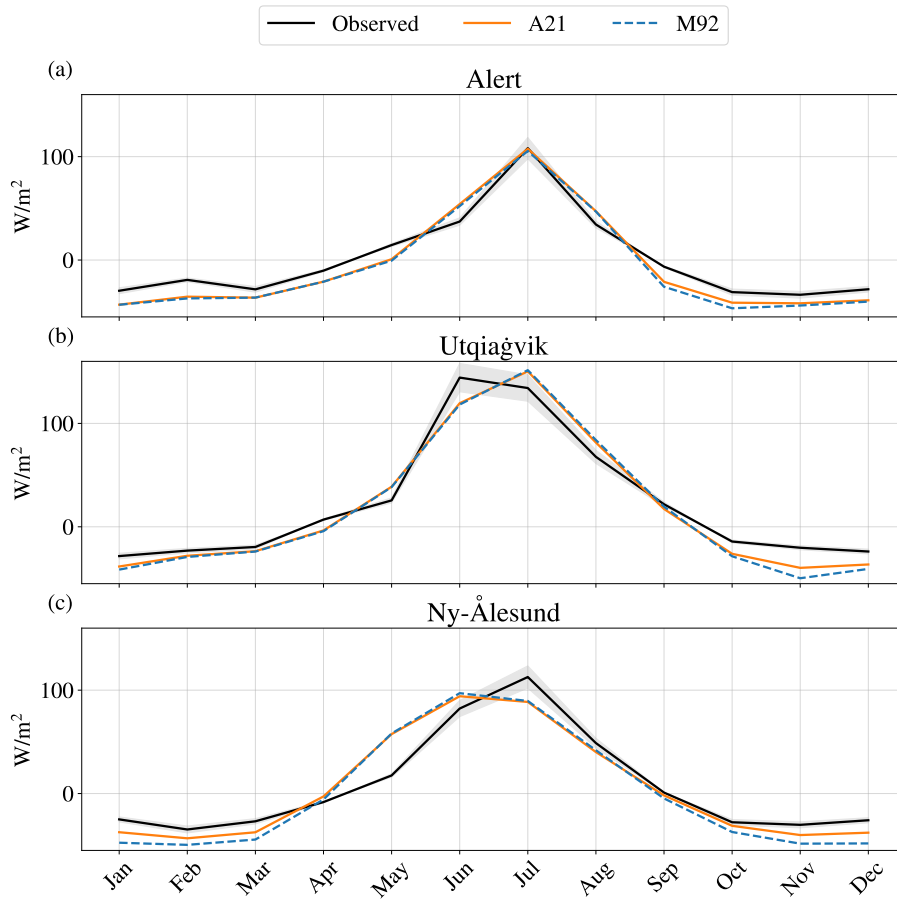 Observed A21 M92
(a)
Alert
100
0
W/m²
(b)
Utqiaġvik
100
0
W/m²
(c)
Ny-Ålesund
100
0
W/m²
Jan Feb Mar Apr May Jun Jul Aug Sep Oct Nov Dec